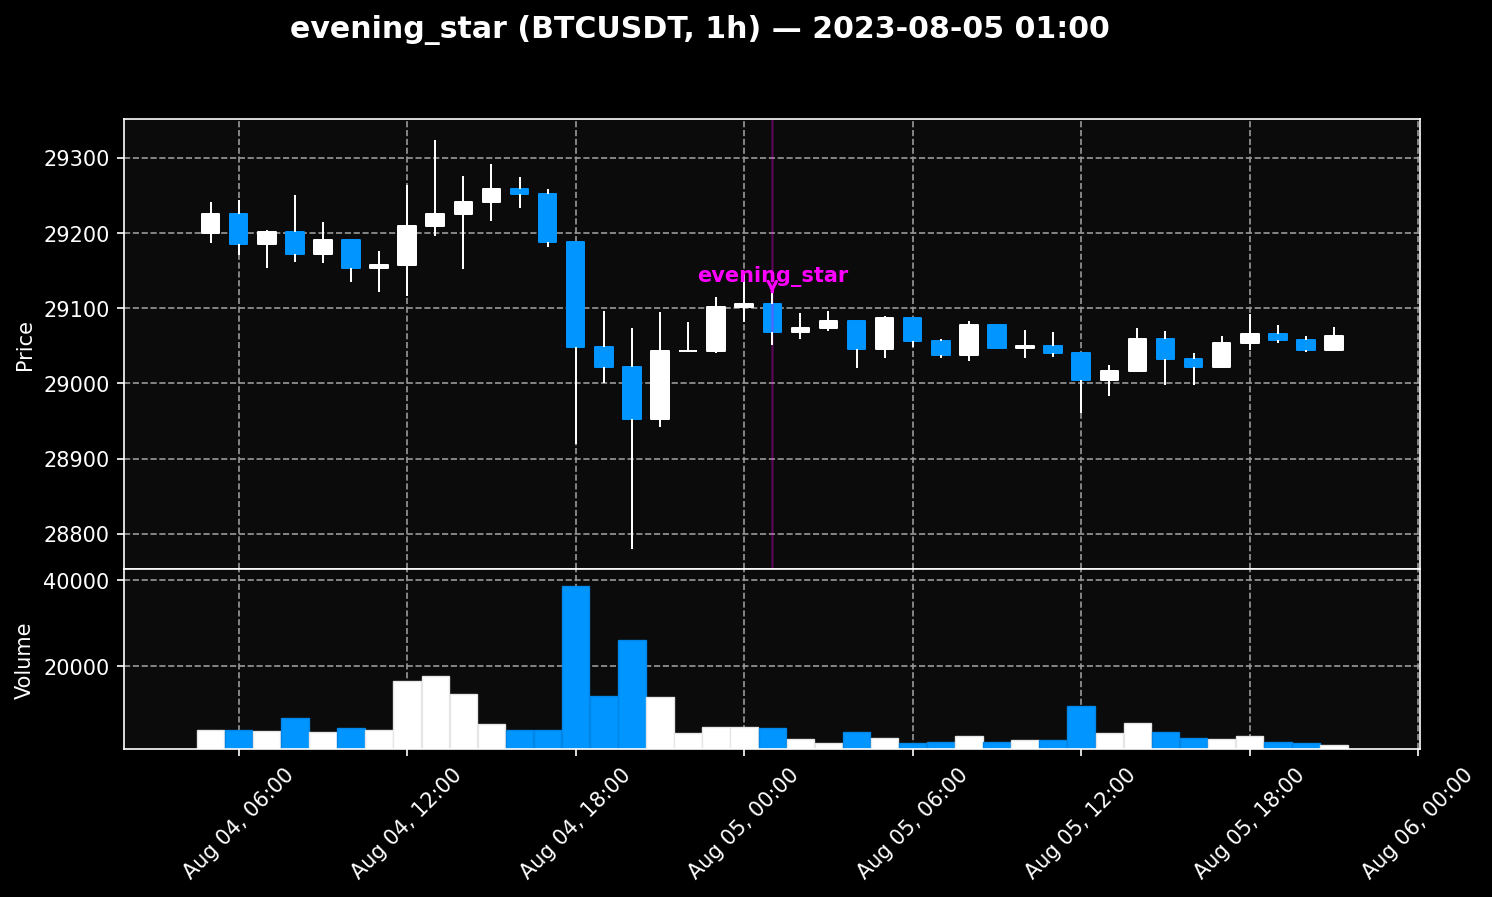 evening_star (BTCUSDT, 1h) — 2023-08-05 01:00
29300
29200
29100
29000
28900
28800
Price
evening_star
40000
20000
Volume
Aug 04, 06:00
Aug 04, 12:00
Aug 04, 18:00
Aug 05, 00:00
Aug 05, 06:00
Aug 05, 12:00
Aug 05, 18:00
Aug 06, 00:00